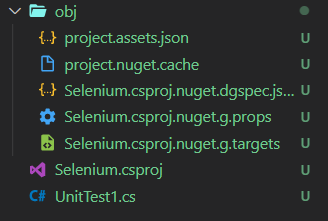 obj
{..} project.assets.json U
project.nuget.cache U
{..} Selenium.csproj.nuget.dgspec.js... U
Selenium.csproj.nuget.g.props U
Selenium.csproj.nuget.g.targets U
Selenium.csproj U
C# UnitTest1.cs U